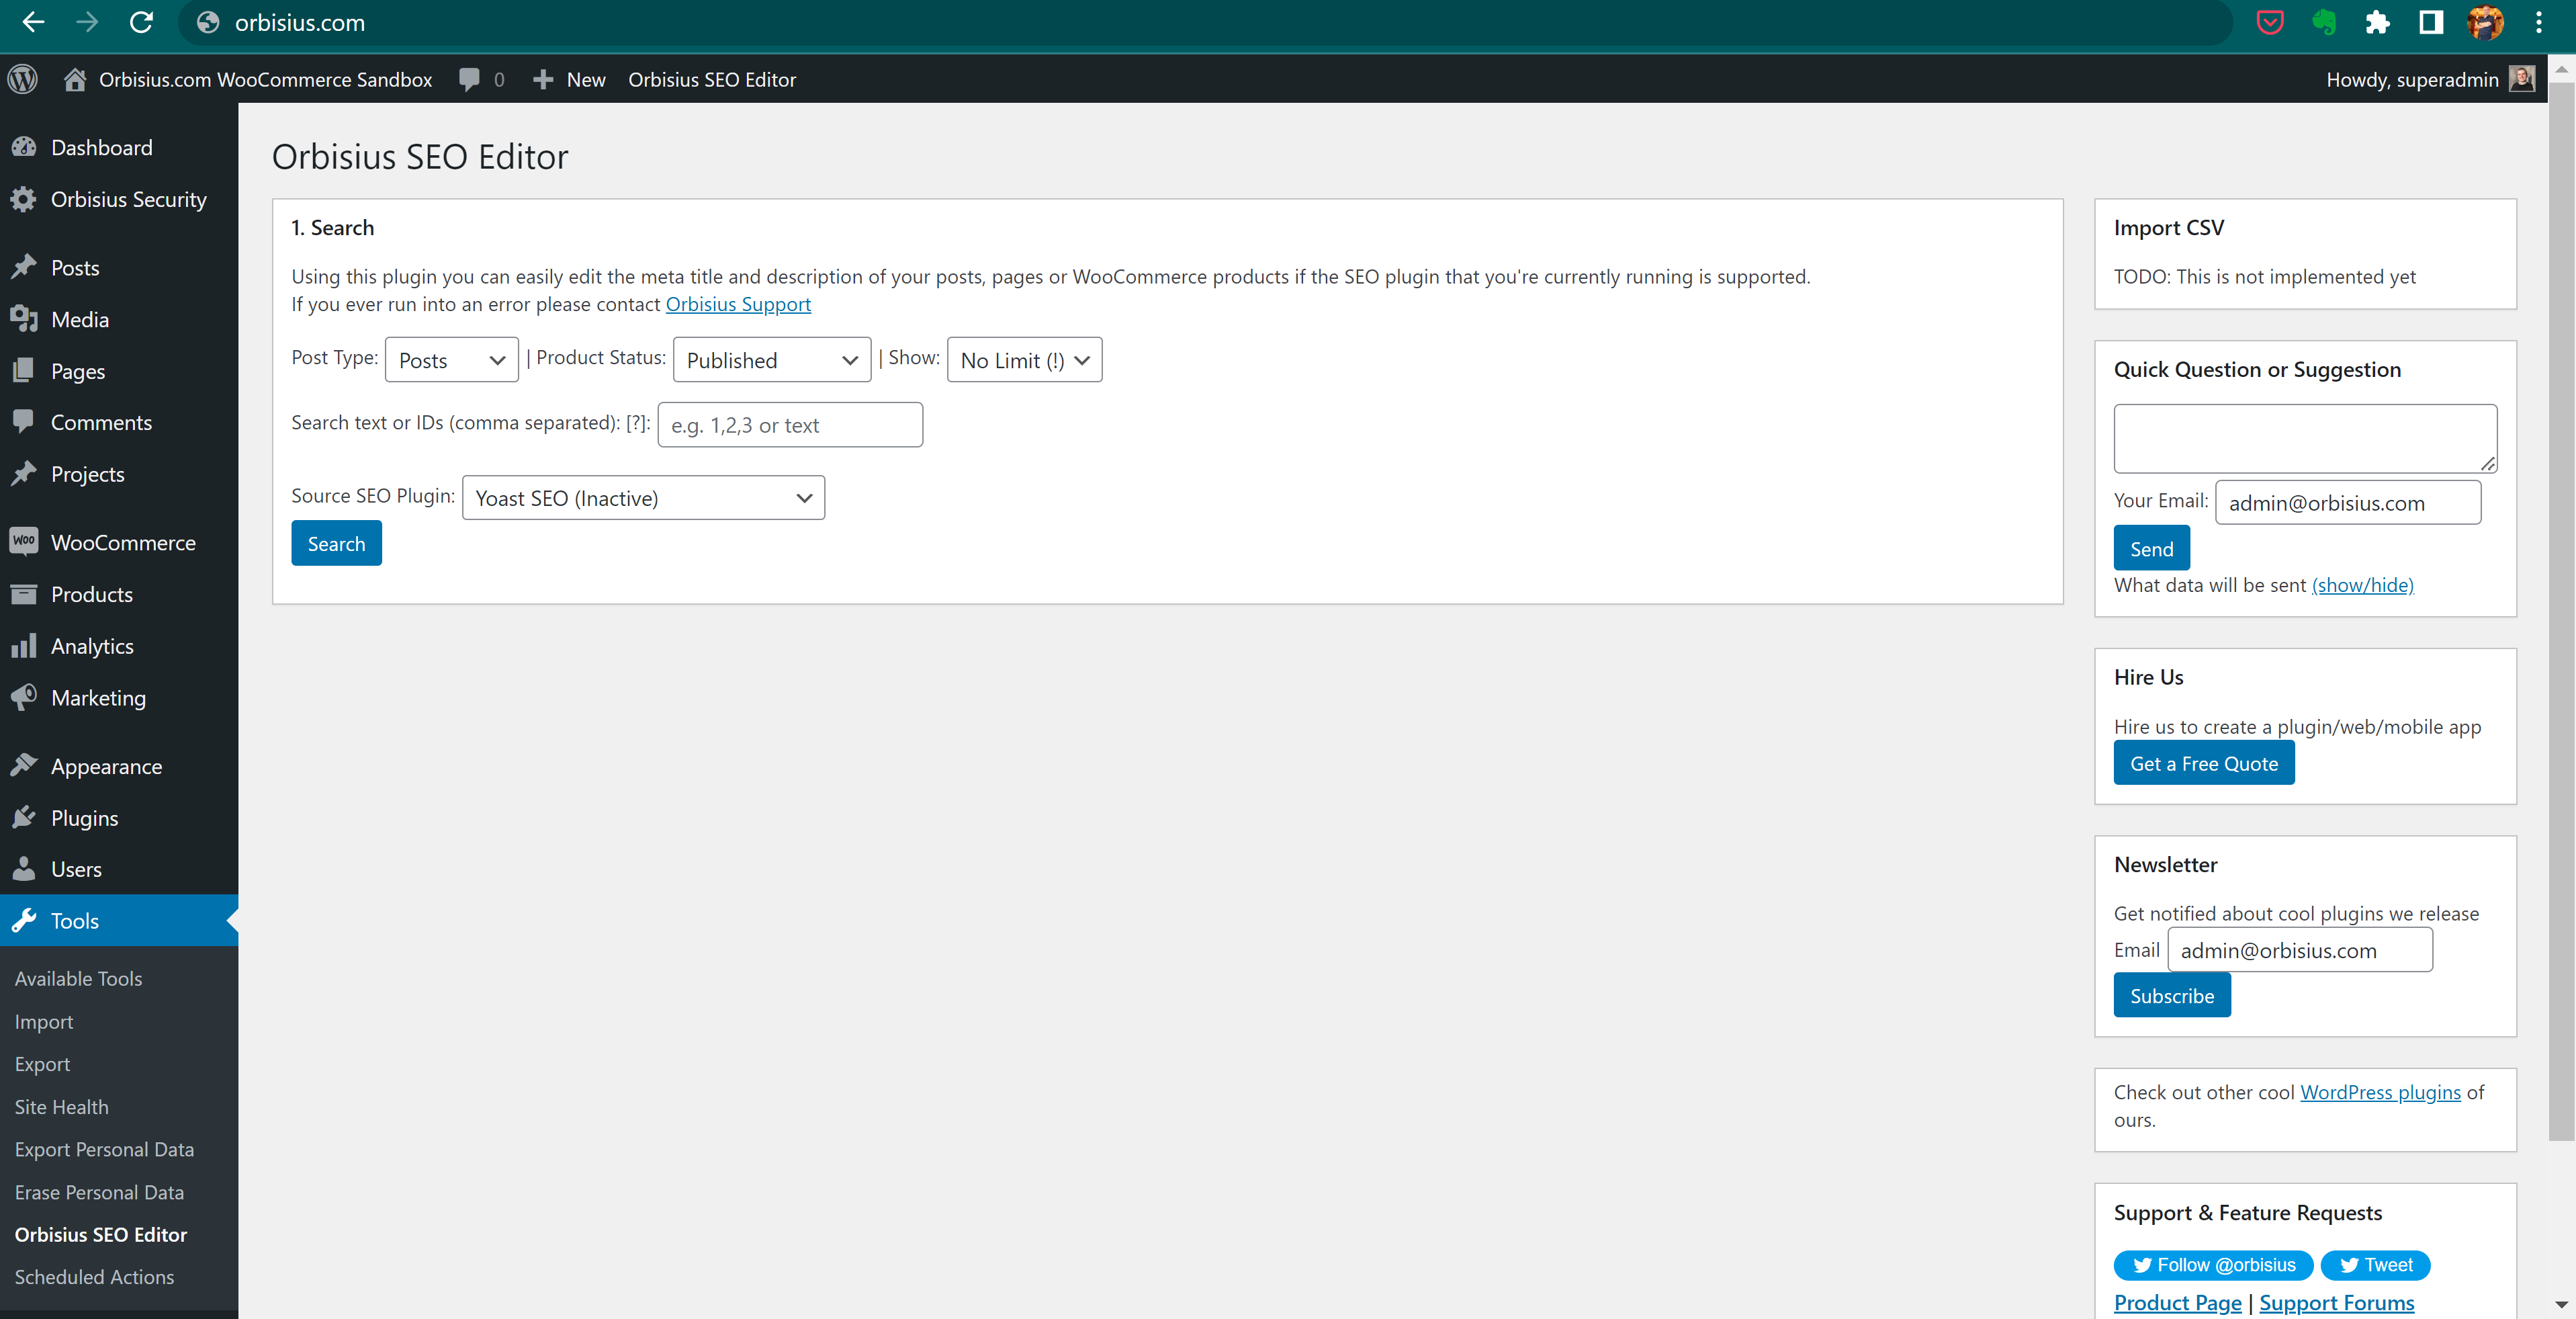 orbisius.com
Orbisius.com WooCommerce Sandbox 0 New Orbisius SEO Editor Howdy, superadmin
Dashboard
Orbisius Security
Posts
Media
Pages
Comments
Projects
Woo WooCommerce
Products
Analytics
Marketing
Appearance
Plugins
Users
Tools
Available Tools
Import
Export
Site Health
Export Personal Data
Erase Personal Data
Orbisius SEO Editor
Scheduled Actions
Orbisius SEO Editor
1. Search
Using this plugin you can easily edit the meta title and description of your posts, pages or WooCommerce products if the SEO plugin that you're currently running is supported.
If you ever run into an error please contact Orbisius Support
Post Type: Posts | Product Status: Published | Show: No Limit (!)
Search text or IDs (comma separated): [?]: e.g. 1,2,3 or text
Source SEO Plugin: Yoast SEO (Inactive)
Search
Import CSV
TODO: This is not implemented yet
Quick Question or Suggestion
Your Email: admin@orbisius.com
Send
What data will be sent (show/hide)
Hire Us
Hire us to create a plugin/web/mobile app
Get a Free Quote
Newsletter
Get notified about cool plugins we release
Email admin@orbisius.com
Subscribe
Check out other cool WordPress plugins of
ours.
Support & Feature Requests
Follow @orbisius Tweet
Product Page | Support Forums